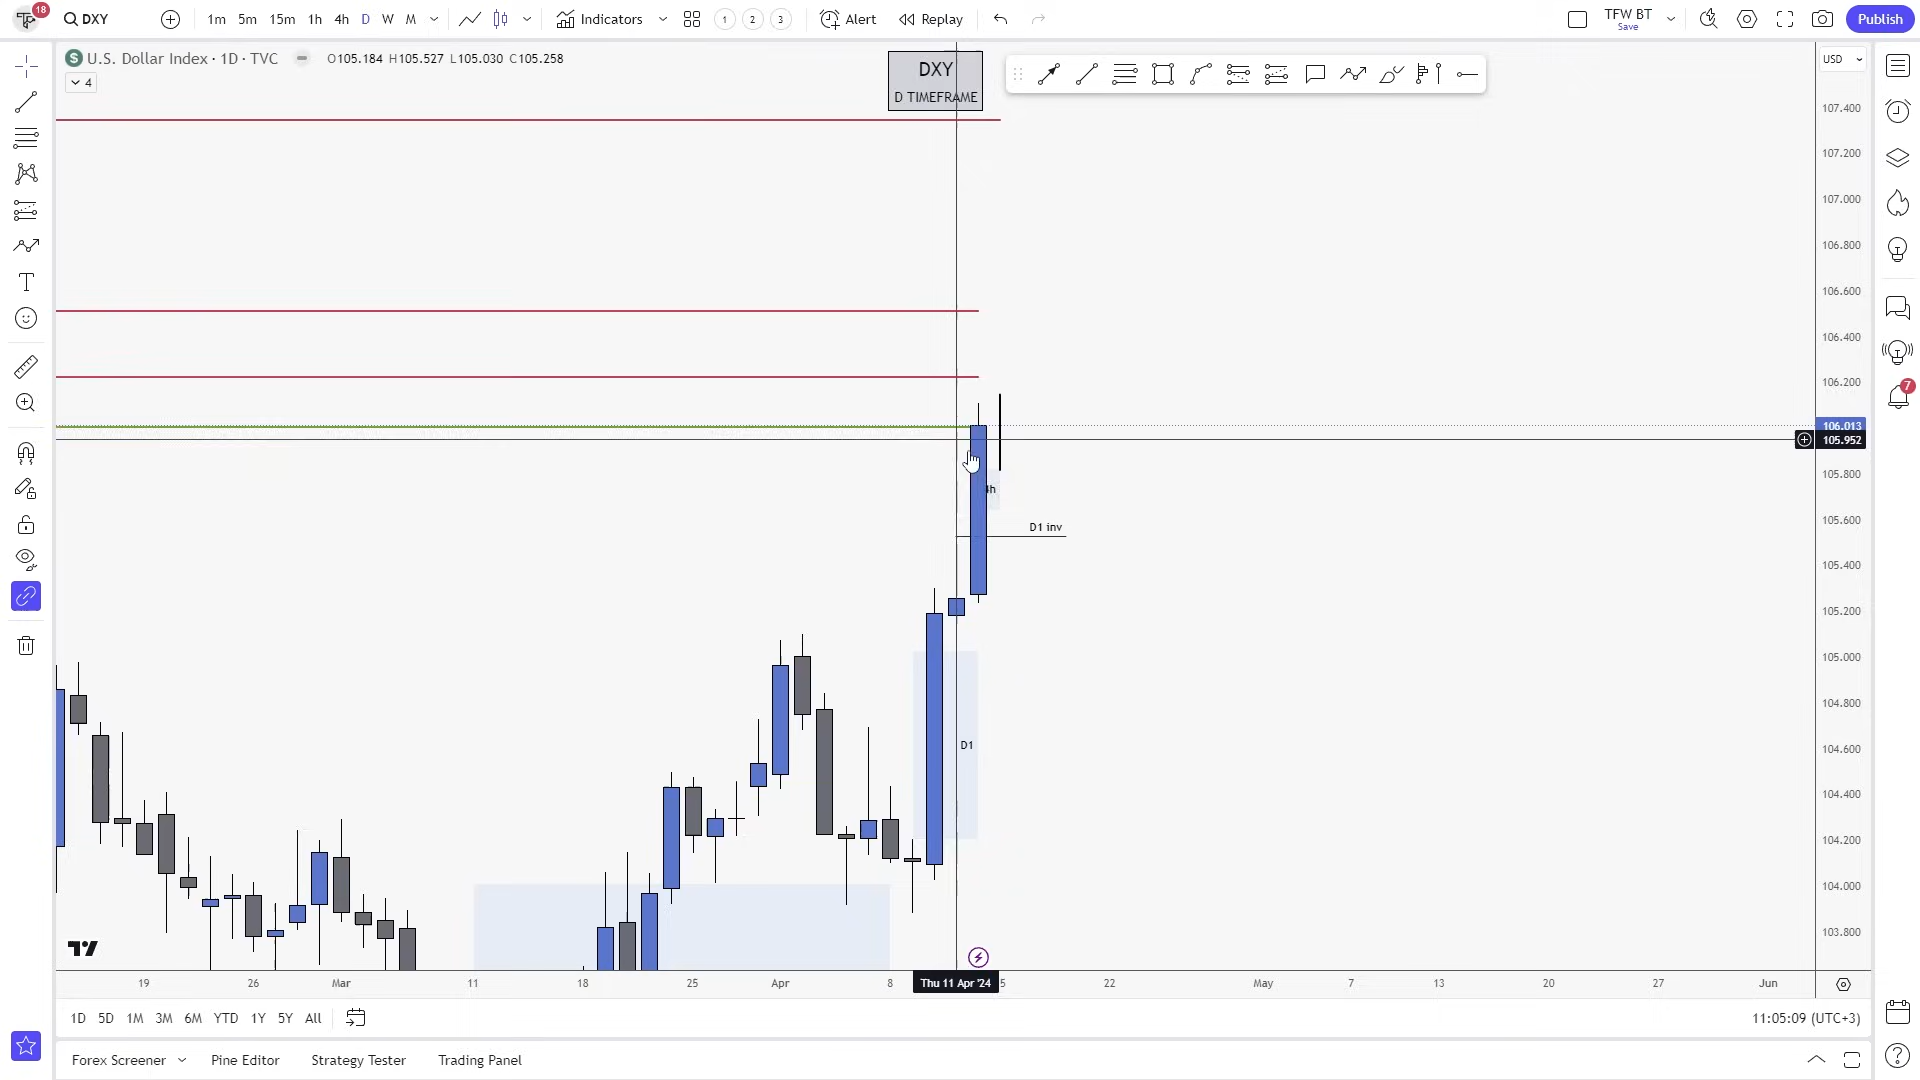 18
DXY
1m 5m 15m 1h 4h D W M
Indicators
1 2 3
Alert
Replay
TFW BT
Save
Publish
U.S. Dollar Index · 1D · TVC
O105.184 H105.527 L105.030 C105.258
4
DXY
D TIMEFRAME
USD
107.400
107.200
107.000
106.800
106.600
106.400
106.200
106.013
105.952
105.800
105.600
105.400
105.200
105.000
104.800
104.600
104.400
104.200
104.000
103.800
7
4h
D1 inv
D1
19 26 Mar 11 18 25 Apr 8 Thu 11 Apr '24 5 22 May 7 13 20 27 Jun
1D 5D 1M 3M 6M YTD 1Y 5Y All
11:05:09 (UTC+3)
Forex Screener
Pine Editor
Strategy Tester
Trading Panel